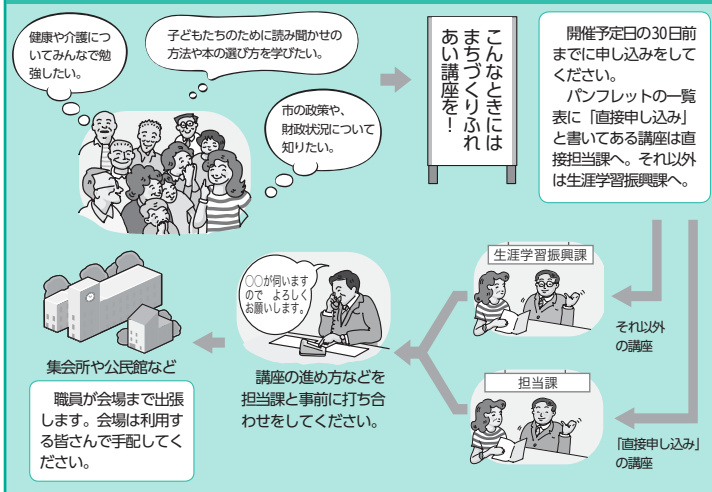 健康や介護につ
いてみんなで勉
強したい。
子どもたちのために読み聞かせの
方法や本の選び方を学びたい。
市の政策や、
財政状況について
知りたい。
こんなときには
まちづくりふれ
あい講座を！
開催予定日の30日前
までに申し込みをして
ください。
パンフレットの一覧
表に「直接申し込み」
と書いてある講座は直
接担当課へ。それ以外
は生涯学習振興課へ。
生涯学習振興課
それ以外
の講座
担当課
「直接申し込み」
の講座
○○が伺います
ので　よろしく
お願いします。
講座の進め方などを
担当課と事前に打ち合
わせをしてください。
集会所や公民館など
職員が会場まで出張
します。会場は利用す
る皆さんで手配してく
ださい。